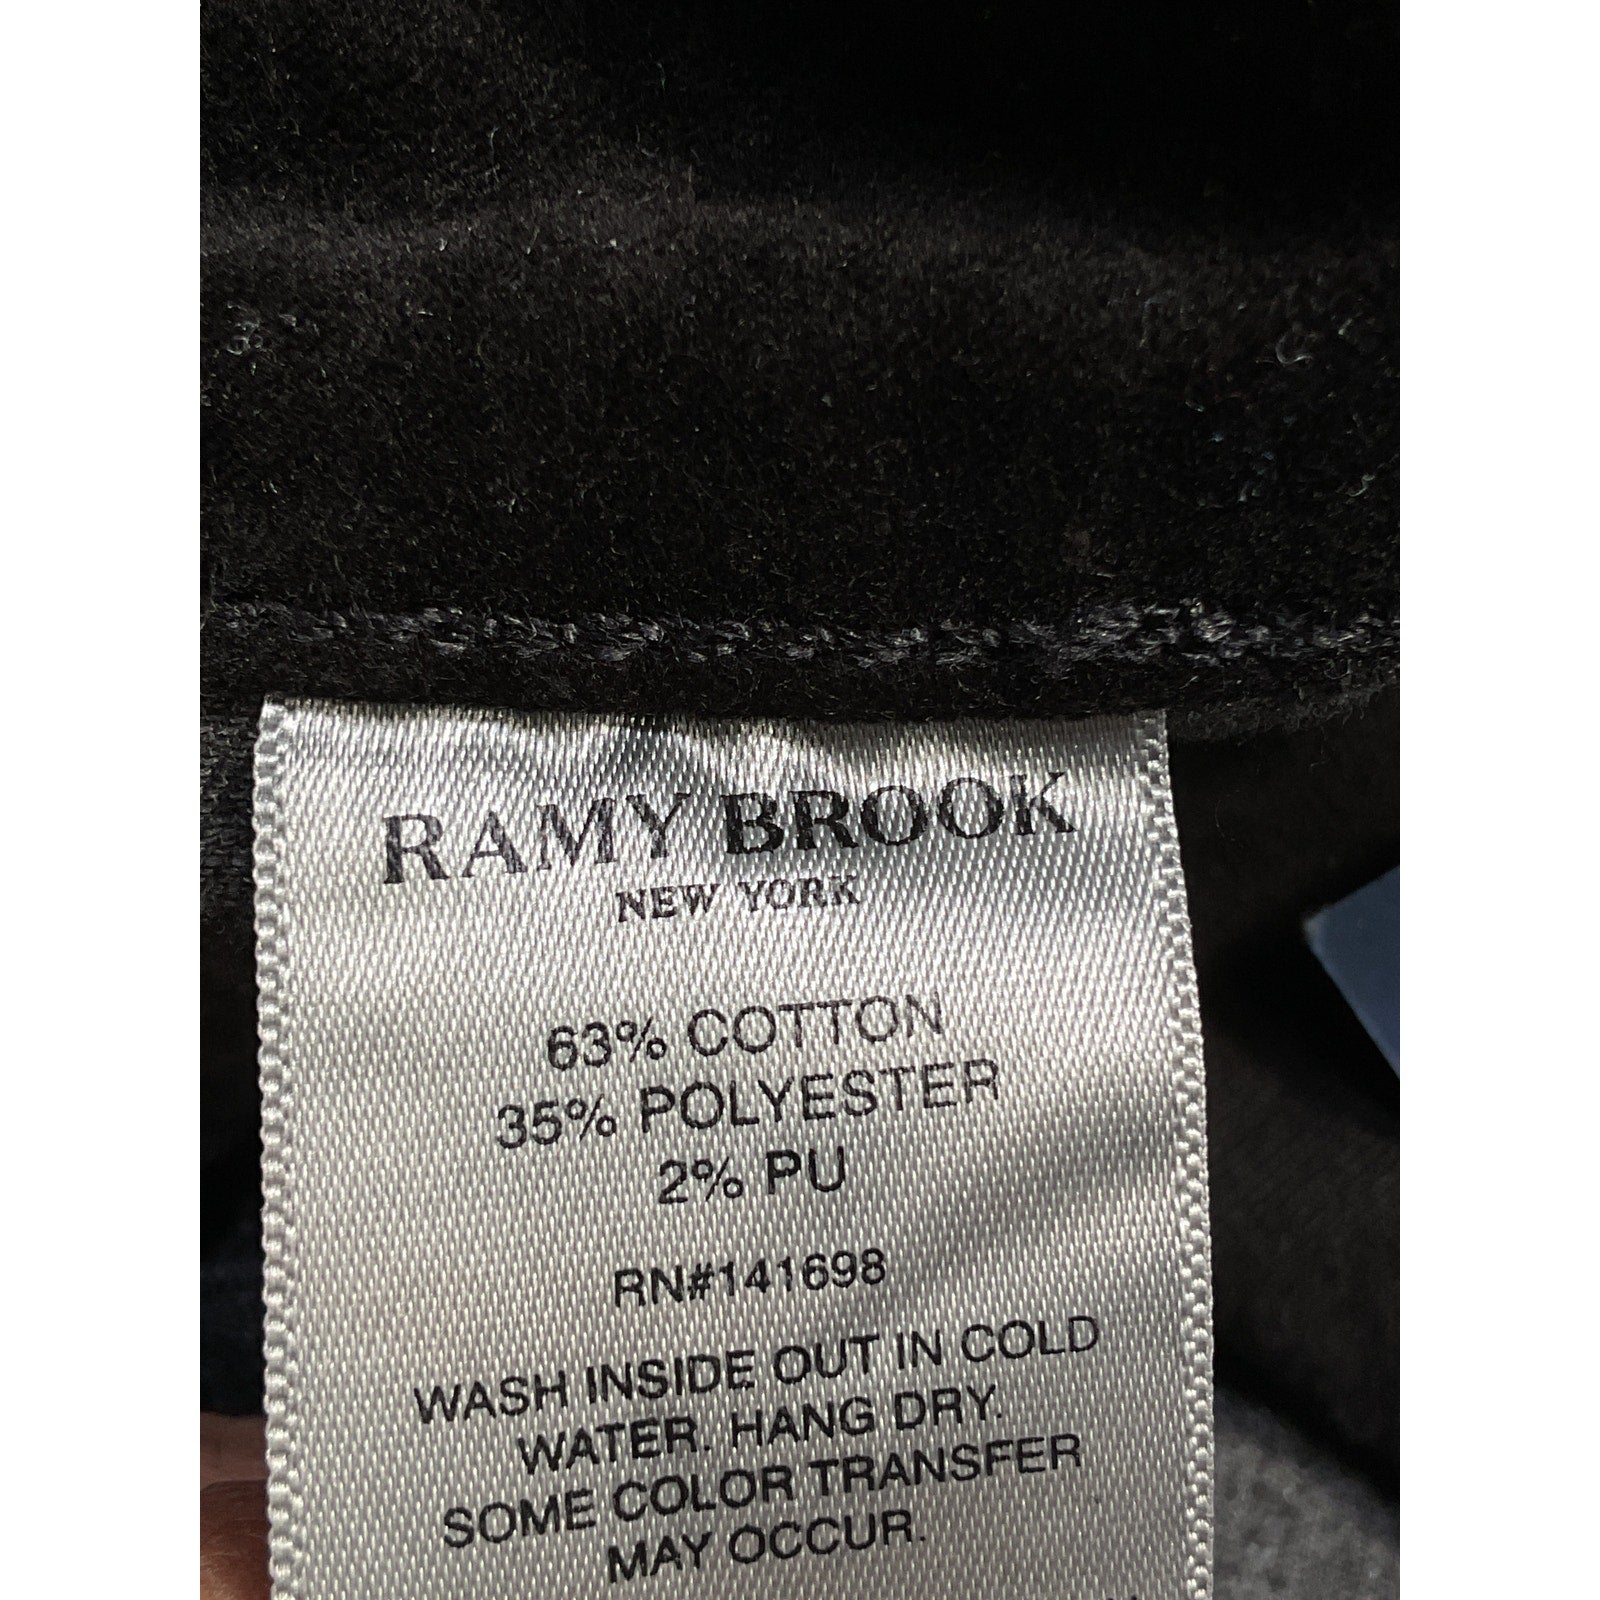 RAMY BROOK
NEW YORK
63% COTTON
35% POLYESTER
2% PU
RN#141698
WASH INSIDE OUT IN COLD
WATER. HANG DRY.
SOME COLOR TRANSFER
MAY OCCUR.